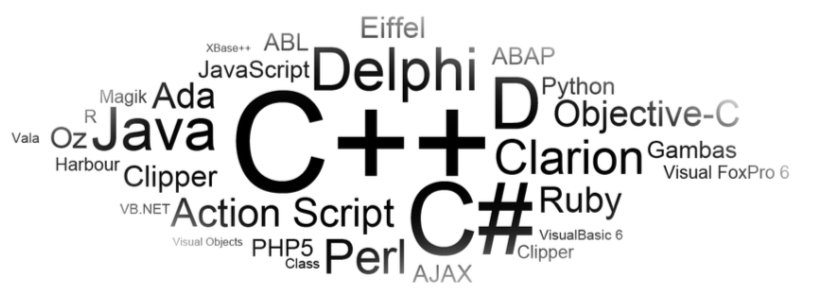 Eiffel
XBase++ ABL
JavaScript Delphi ABAP
Magik Ada D Python
R Objective-C
Vala Oz Java C++
Harbour Clarion Gambas
Clipper Visual FoxPro 6
VB.NET Action Script C# Ruby
Visual Objects PHP5 VisualBasic 6
Class Perl Clipper
AJAX